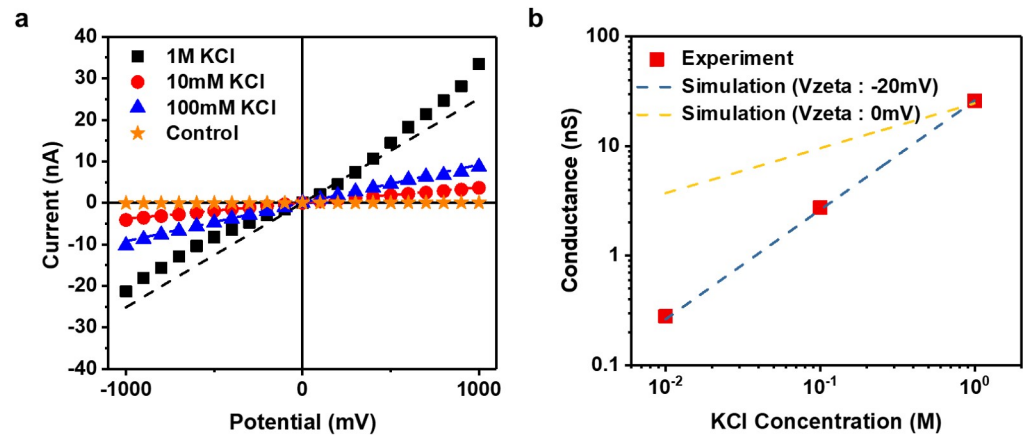 a
40
30
20
10
0
-10
-20
-30
-40
Current (nA)
1M KCl
10mM KCl
100mM KCl
Control
-1000
0
1000
Potential (mV)
b
100
10
1
0.1
Conductance (nS)
Experiment
Simulation (Vzeta : -20mV)
Simulation (Vzeta : 0mV)
10⁻²
10⁻¹
10⁰
KCl Concentration (M)